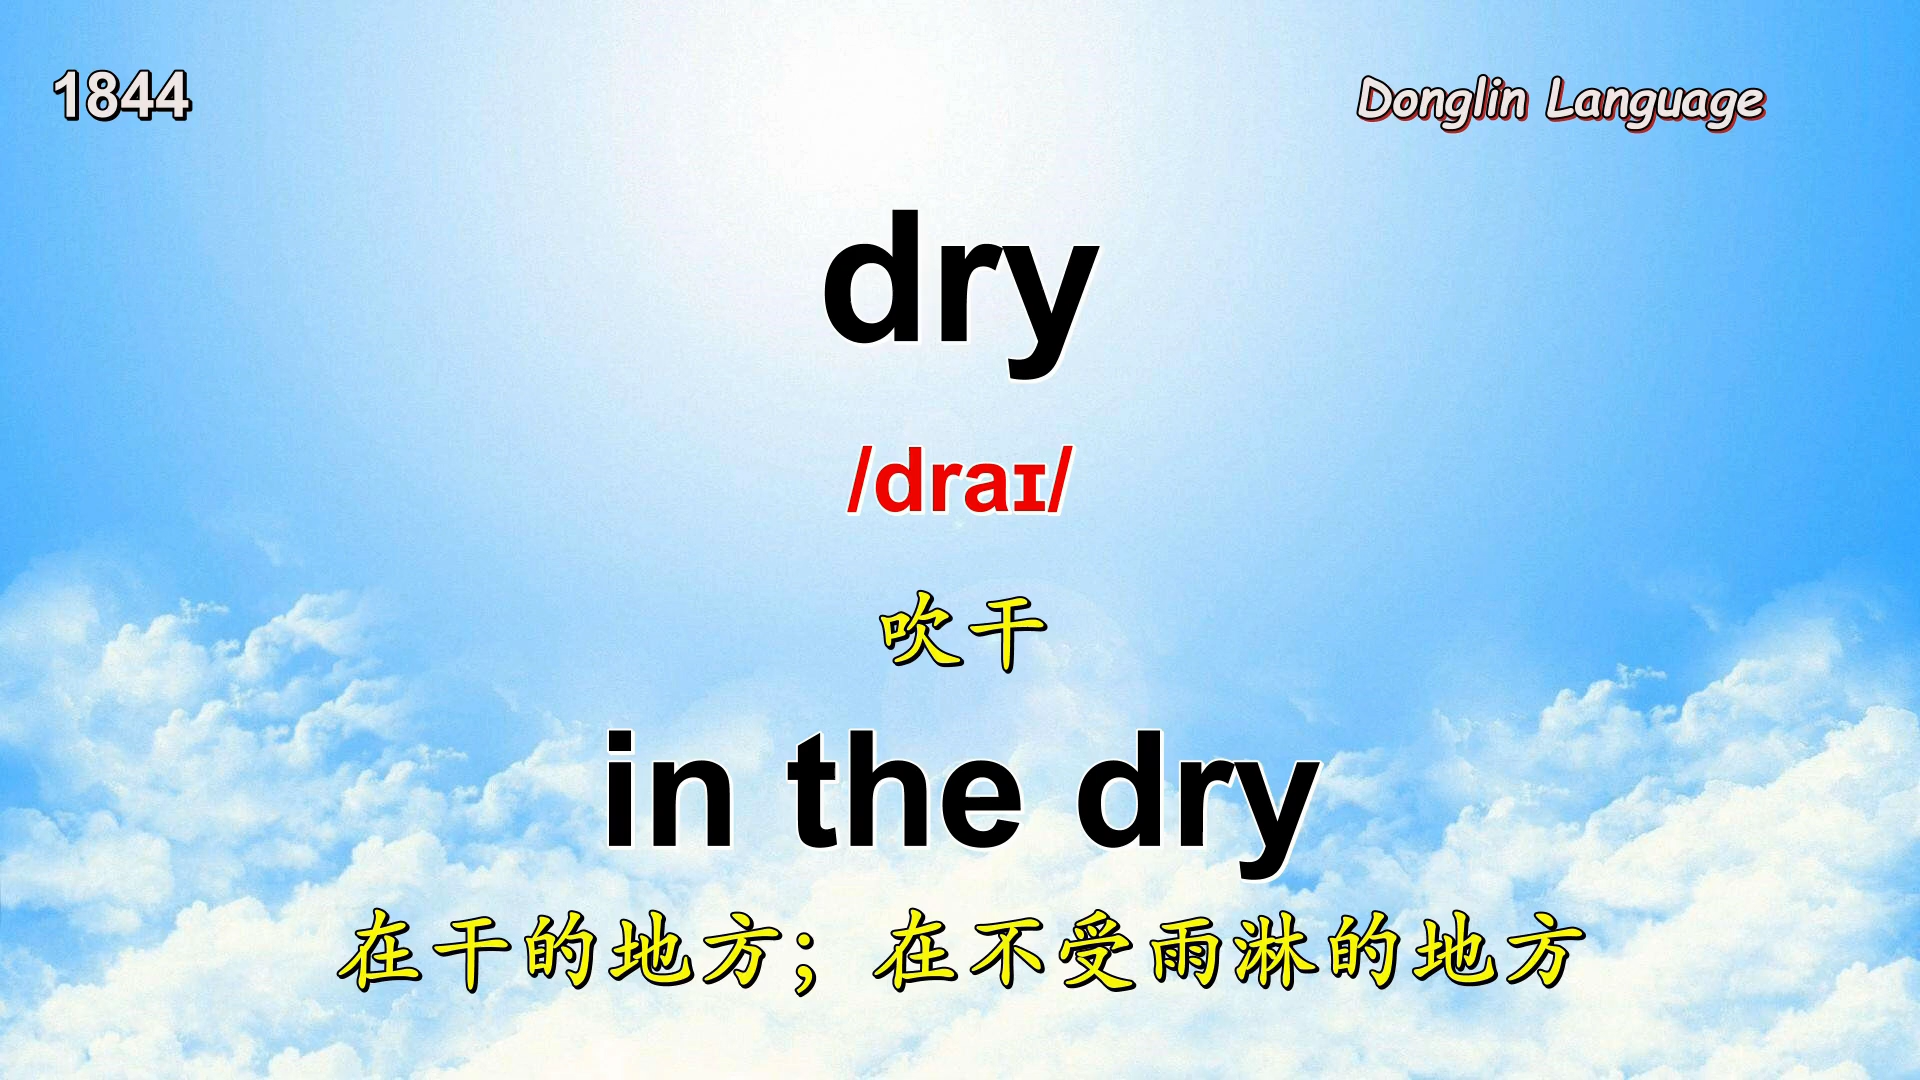 1844
Donglin Language
dry
/draɪ/
吹干
in the dry
在干的地方；在不受雨淋的地方